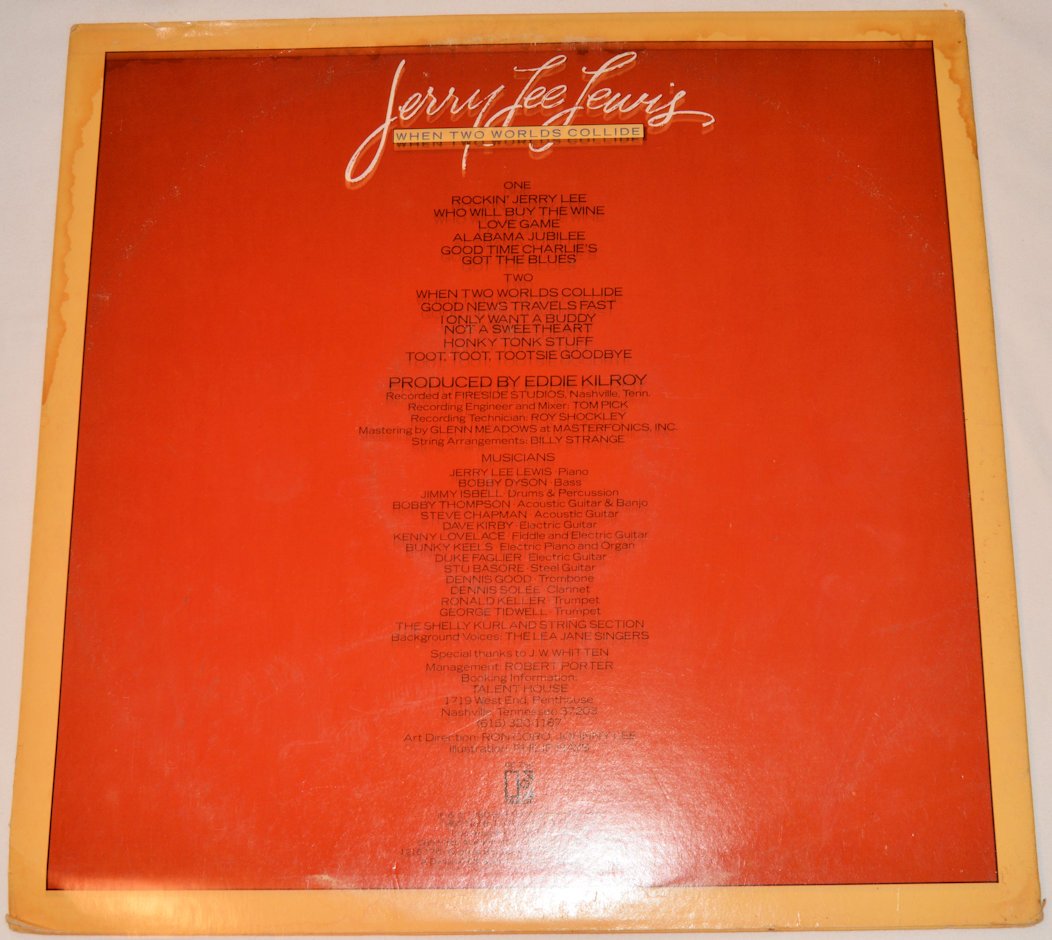 Jerry Lee Lewis
WHEN TWO WORLDS COLLIDE
ONE
ROCKIN' JERRY LEE
WHO WILL BUY THE WINE
LOVE GAME
ALABAMA JUBILEE
GOOD TIME CHARLIE'S
GOT THE BLUES
TWO
WHEN TWO WORLDS COLLIDE
GOOD NEWS TRAVELS FAST
I ONLY WANT A BUDDY
NOT A SWEETHEART
HONKY TONK STUFF
TOOT, TOOT, TOOTSIE GOODBYE
PRODUCED BY EDDIE KILROY
Recorded at FIRESIDE STUDIOS, Nashville, Tenn.
Recording Engineer and Mixer: TOM PICK
Recording Technician: ROY SHOCKLEY
Mastering by GLENN MEADOWS at MASTERFONICS, INC.
String Arrangements: BILLY STRANGE
MUSICIANS
JERRY LEE LEWIS · Piano
BOBBY DYSON · Bass
JIMMY ISBELL · Drums & Percussion
BOBBY THOMPSON · Acoustic Guitar & Banjo
STEVE CHAPMAN · Acoustic Guitar
DAVE KIRBY · Electric Guitar
KENNY LOVELACE · Fiddle and Electric Guitar
BUNKY KEELS · Electric Piano and Organ
DUKE FAGLIER · Electric Guitar
STU BASORE · Steel Guitar
DENNIS GOOD · Trombone
DENNIS SOLEE · Clarinet
RONALD KELLER · Trumpet
GEORGE TIDWELL · Trumpet
THE SHELLY KURLAND STRING SECTION
Background Voices: THE LEA JANE SINGERS
Special thanks to J.W. WHITTEN
Management: ROBERT PORTER
Booking Information:
TALENT HOUSE
1719 West End, Penthouse
Nashville, Tennessee 37203
(615) 320-1187
Art Direction: RON CORO, JOHNNY LEE
Illustration: